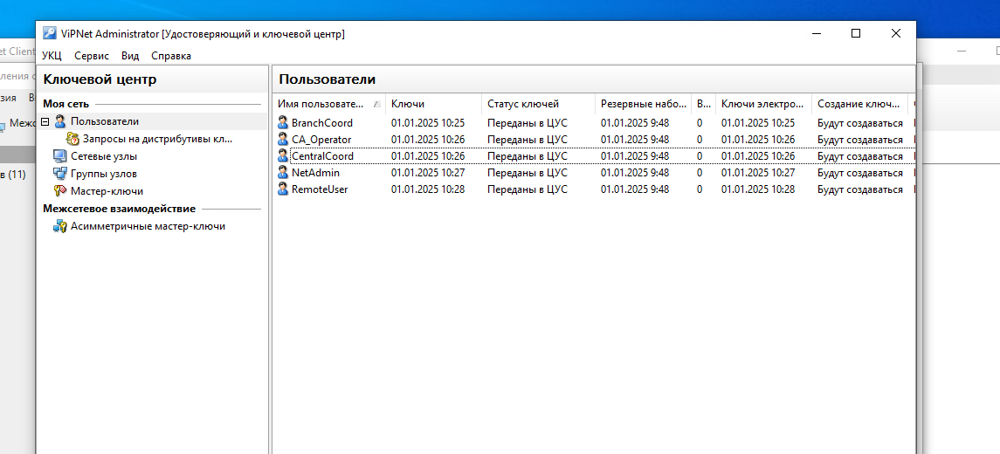 ViPNet Administrator [Удостоверяющий и ключевой центр]
et Client
УКЦ Сервис Вид Справка
ления с
Ключевой центр
Пользователи
зия В
Моя сеть
Имя пользовате... Ключи Статус ключей Резервные набо... В... Ключи электро... Создание ключ...
Пользователи
Межс
BranchCoord 01.01.2025 10:25 Переданы в ЦУС 01.01.2025 9:48 0 01.01.2025 10:25 Будут создаваться
Запросы на дистрибутивы кл...
CA_Operator 01.01.2025 10:26 Переданы в ЦУС 01.01.2025 9:48 0 01.01.2025 10:26 Будут создаваться
Сетевые узлы
CentralCoord 01.01.2025 10:26 Переданы в ЦУС 01.01.2025 9:48 0 01.01.2025 10:26 Будут создаваться
Группы узлов
NetAdmin 01.01.2025 10:27 Переданы в ЦУС 01.01.2025 9:48 0 01.01.2025 10:27 Будут создаваться
в (11)
Мастер-ключи
RemoteUser 01.01.2025 10:28 Переданы в ЦУС 01.01.2025 9:48 0 01.01.2025 10:28 Будут создаваться
Межсетевое взаимодействие
Асимметричные мастер-ключи